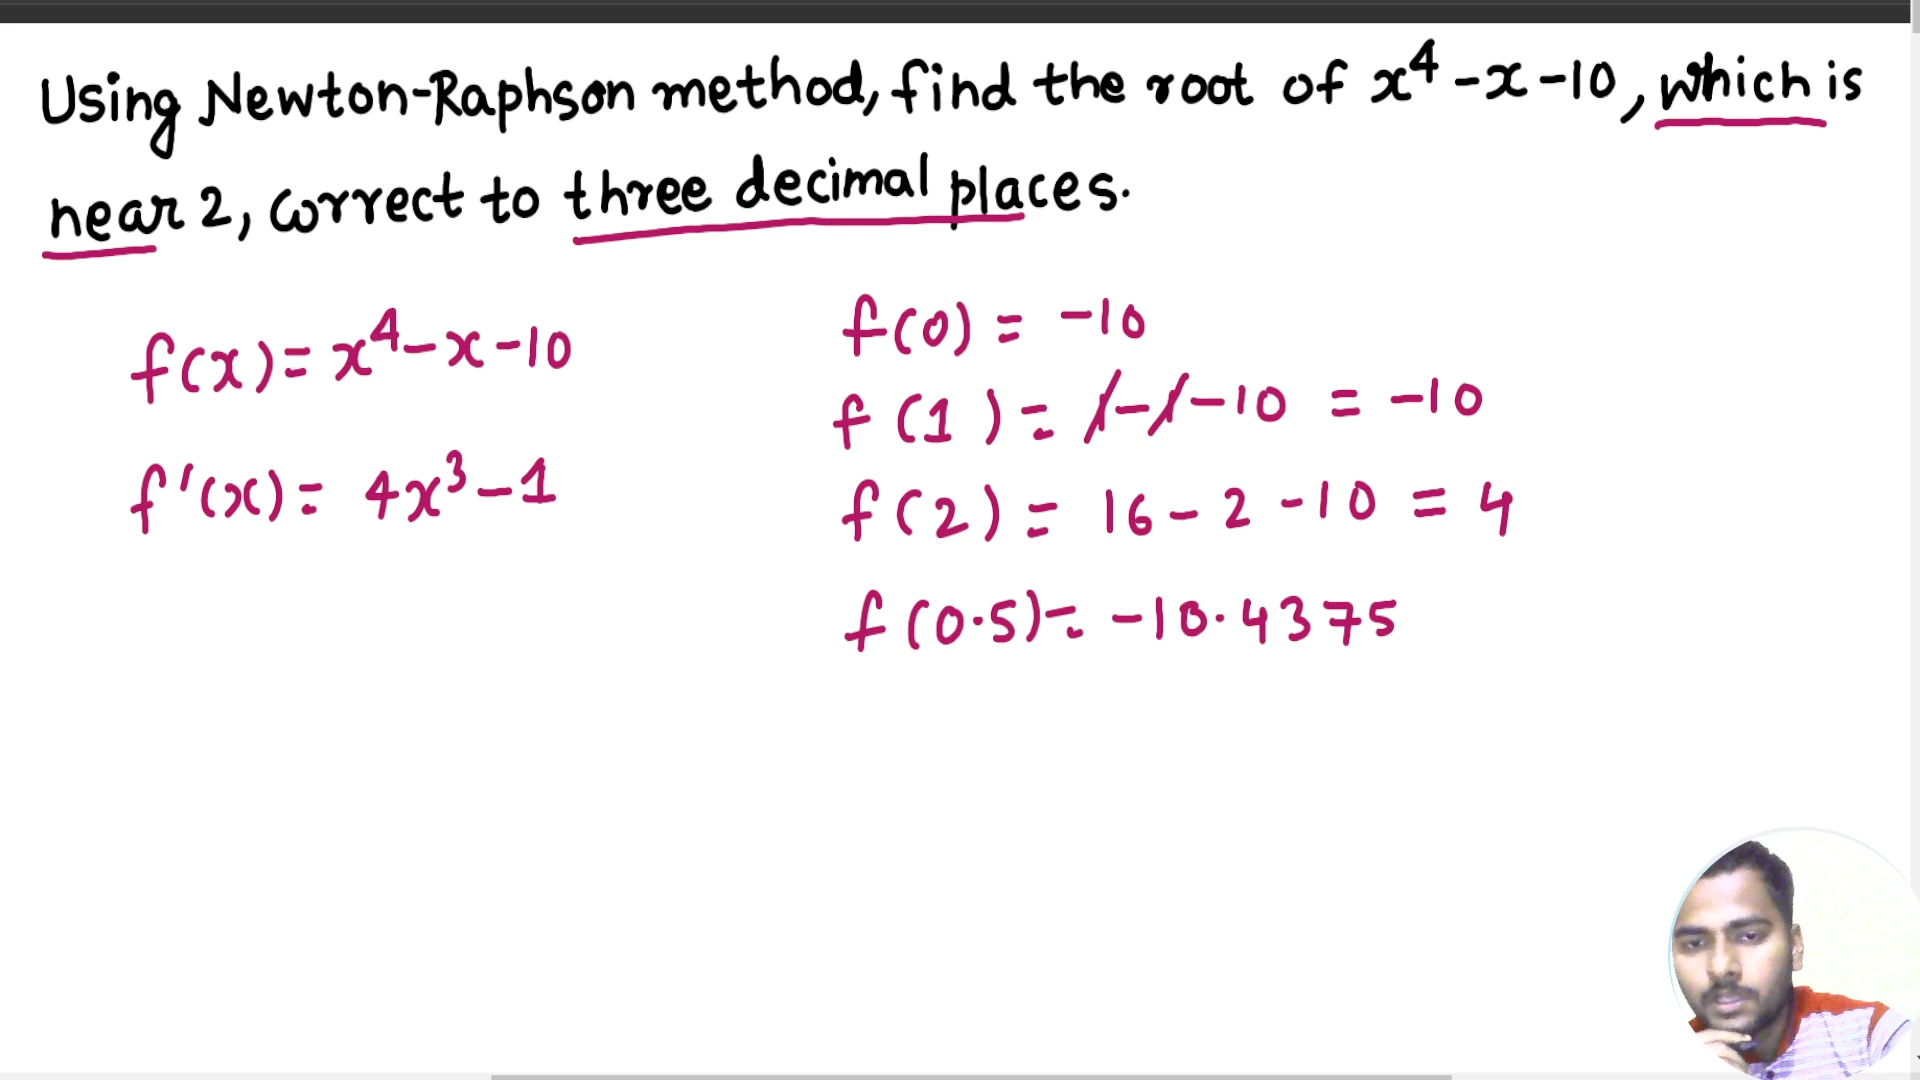 Using Newton-Raphson method, find the root of x⁴-x-10, which is
near 2, correct to three decimal places.
f(x) = x⁴-x-10
f'(x) = 4x³-1
f(0) = -10
f(1) = 1-1-10 = -10
f(2) = 16-2-10 = 4
f(0.5) = -10.4375